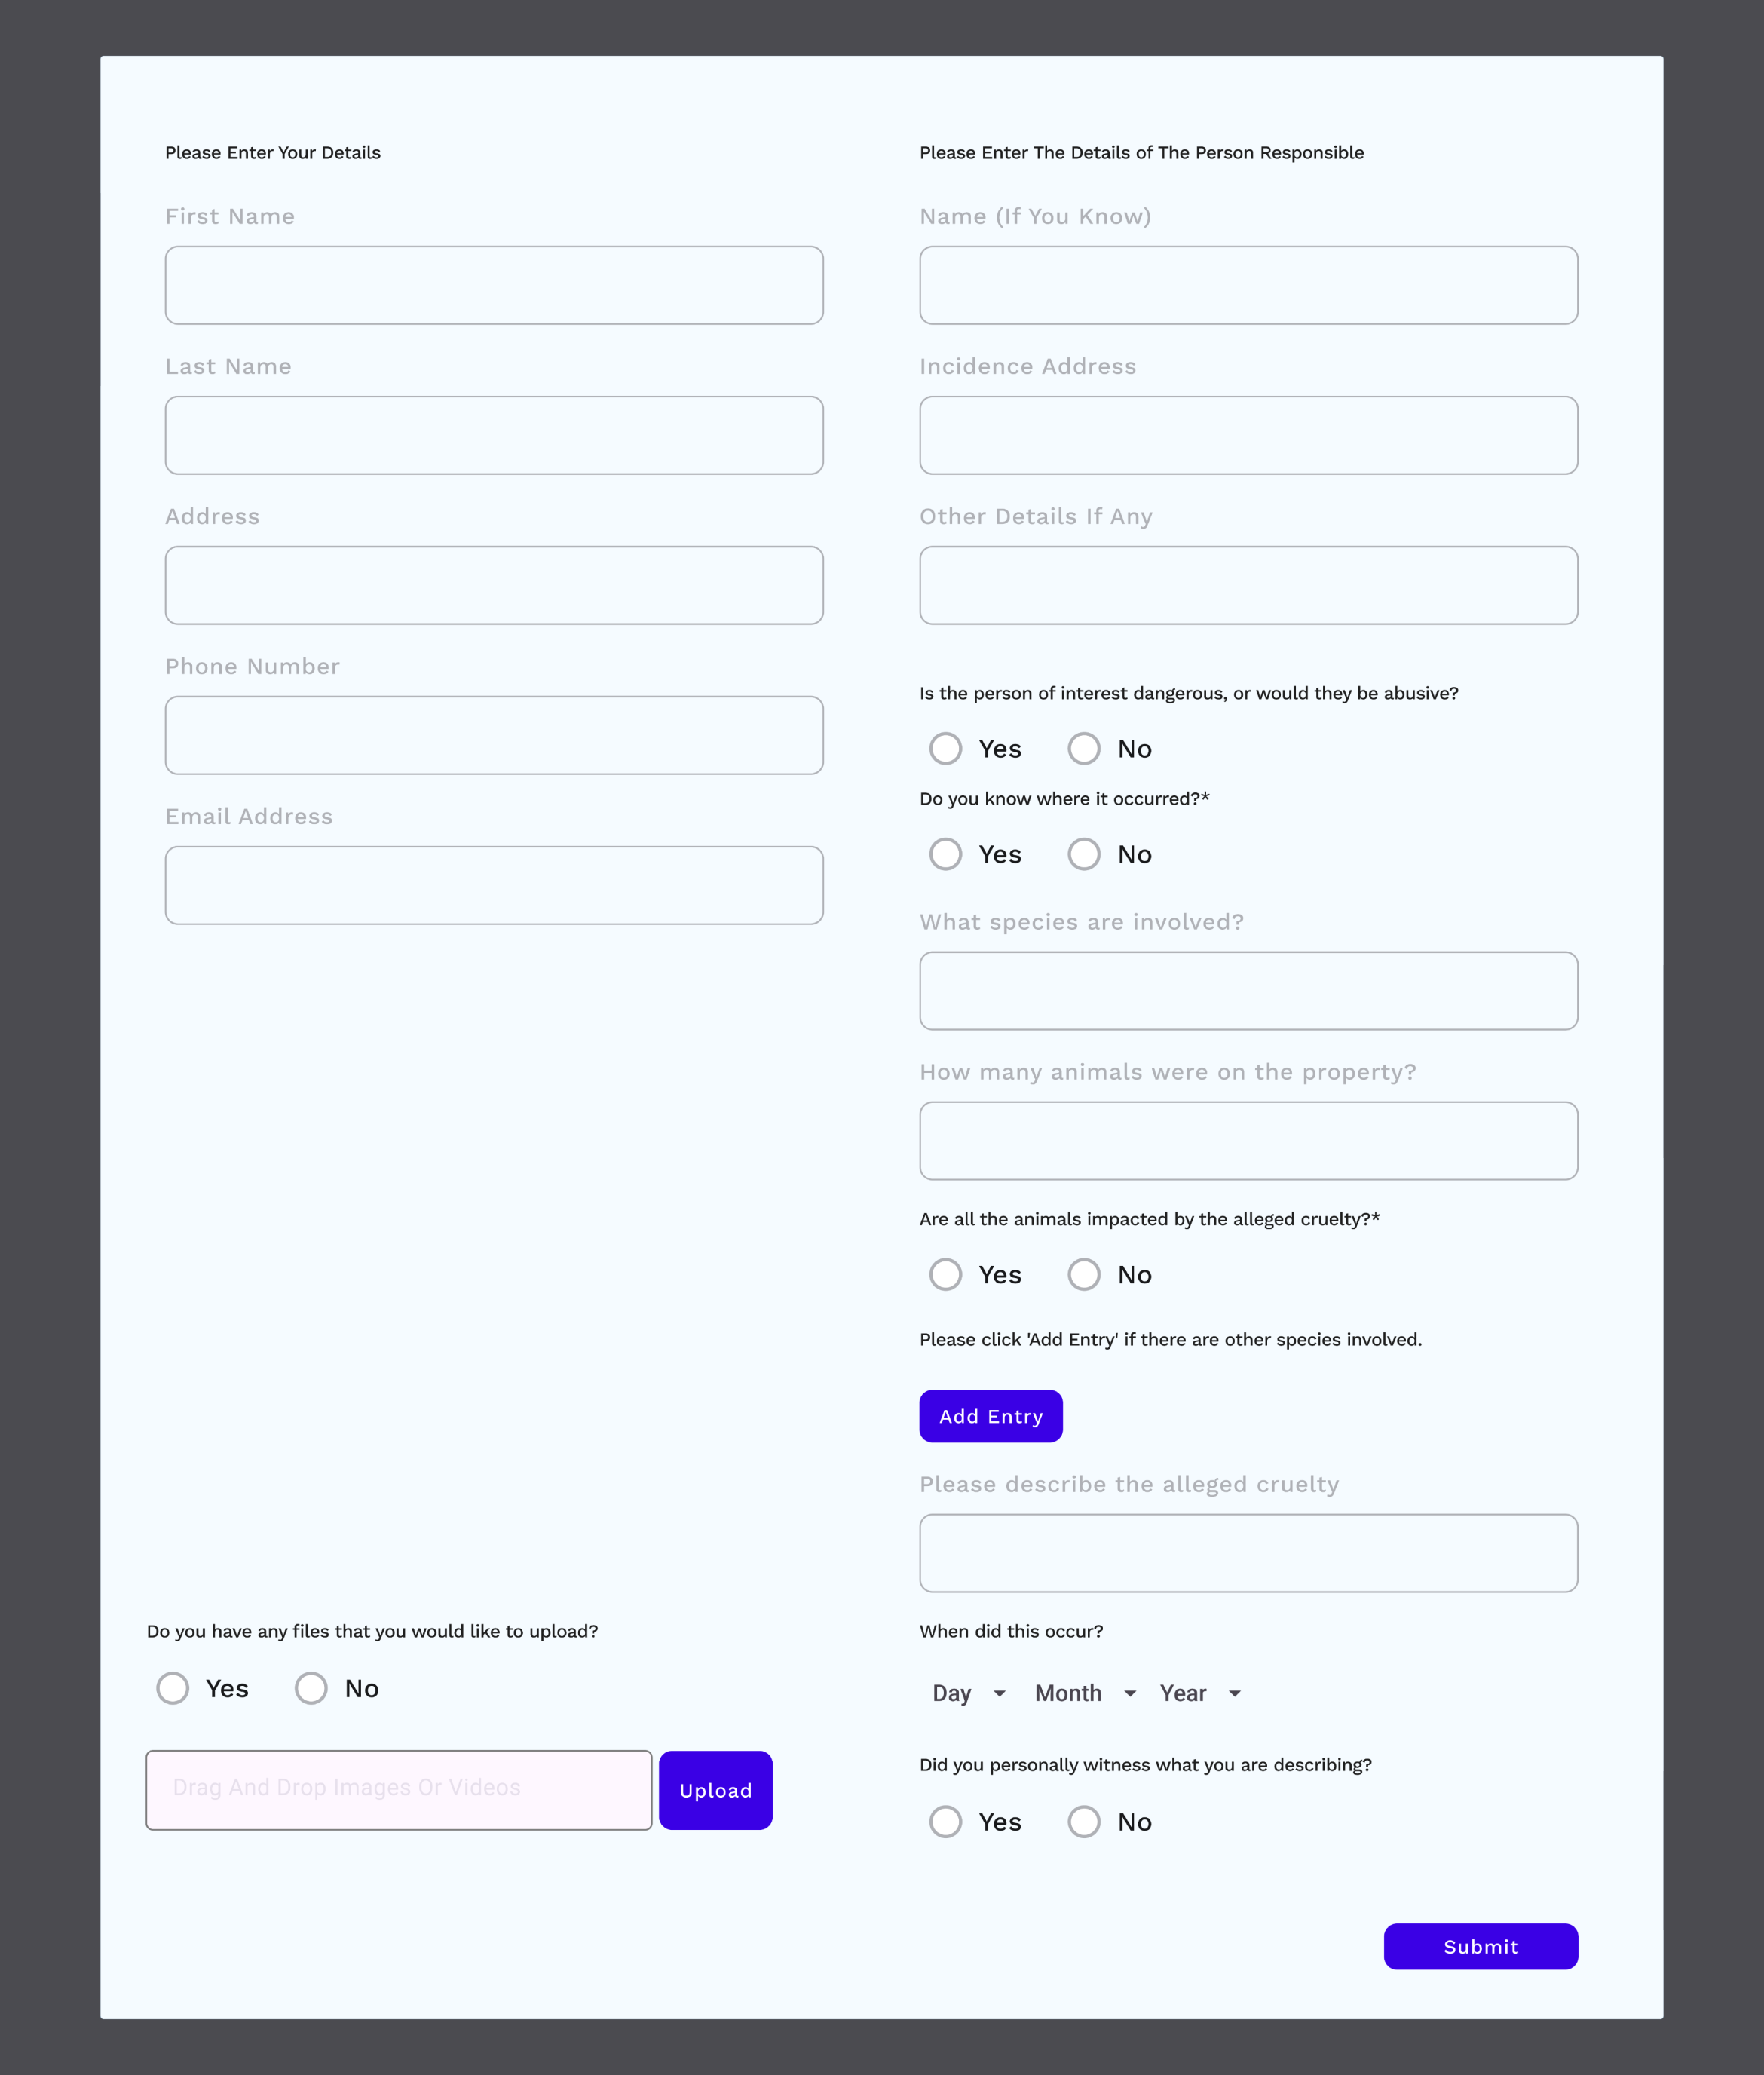 Please Enter Your Details
First Name
Last Name
Address
Phone Number
Email Address
Do you have any files that you would like to upload?
Yes No
Drag And Drop Images Or Videos
Upload
Please Enter The Details of The Person Responsible
Name (If You Know)
Incidence Address
Other Details If Any
Is the person of interest dangerous, or would they be abusive?
Yes No
Do you know where it occurred?*
Yes No
What species are involved?
How many animals were on the property?
Are all the animals impacted by the alleged cruelty?*
Yes No
Please click 'Add Entry' if there are other species involved.
Add Entry
Please describe the alleged cruelty
When did this occur?
Day Month Year
Did you personally witness what you are describing?
Yes No
Submit